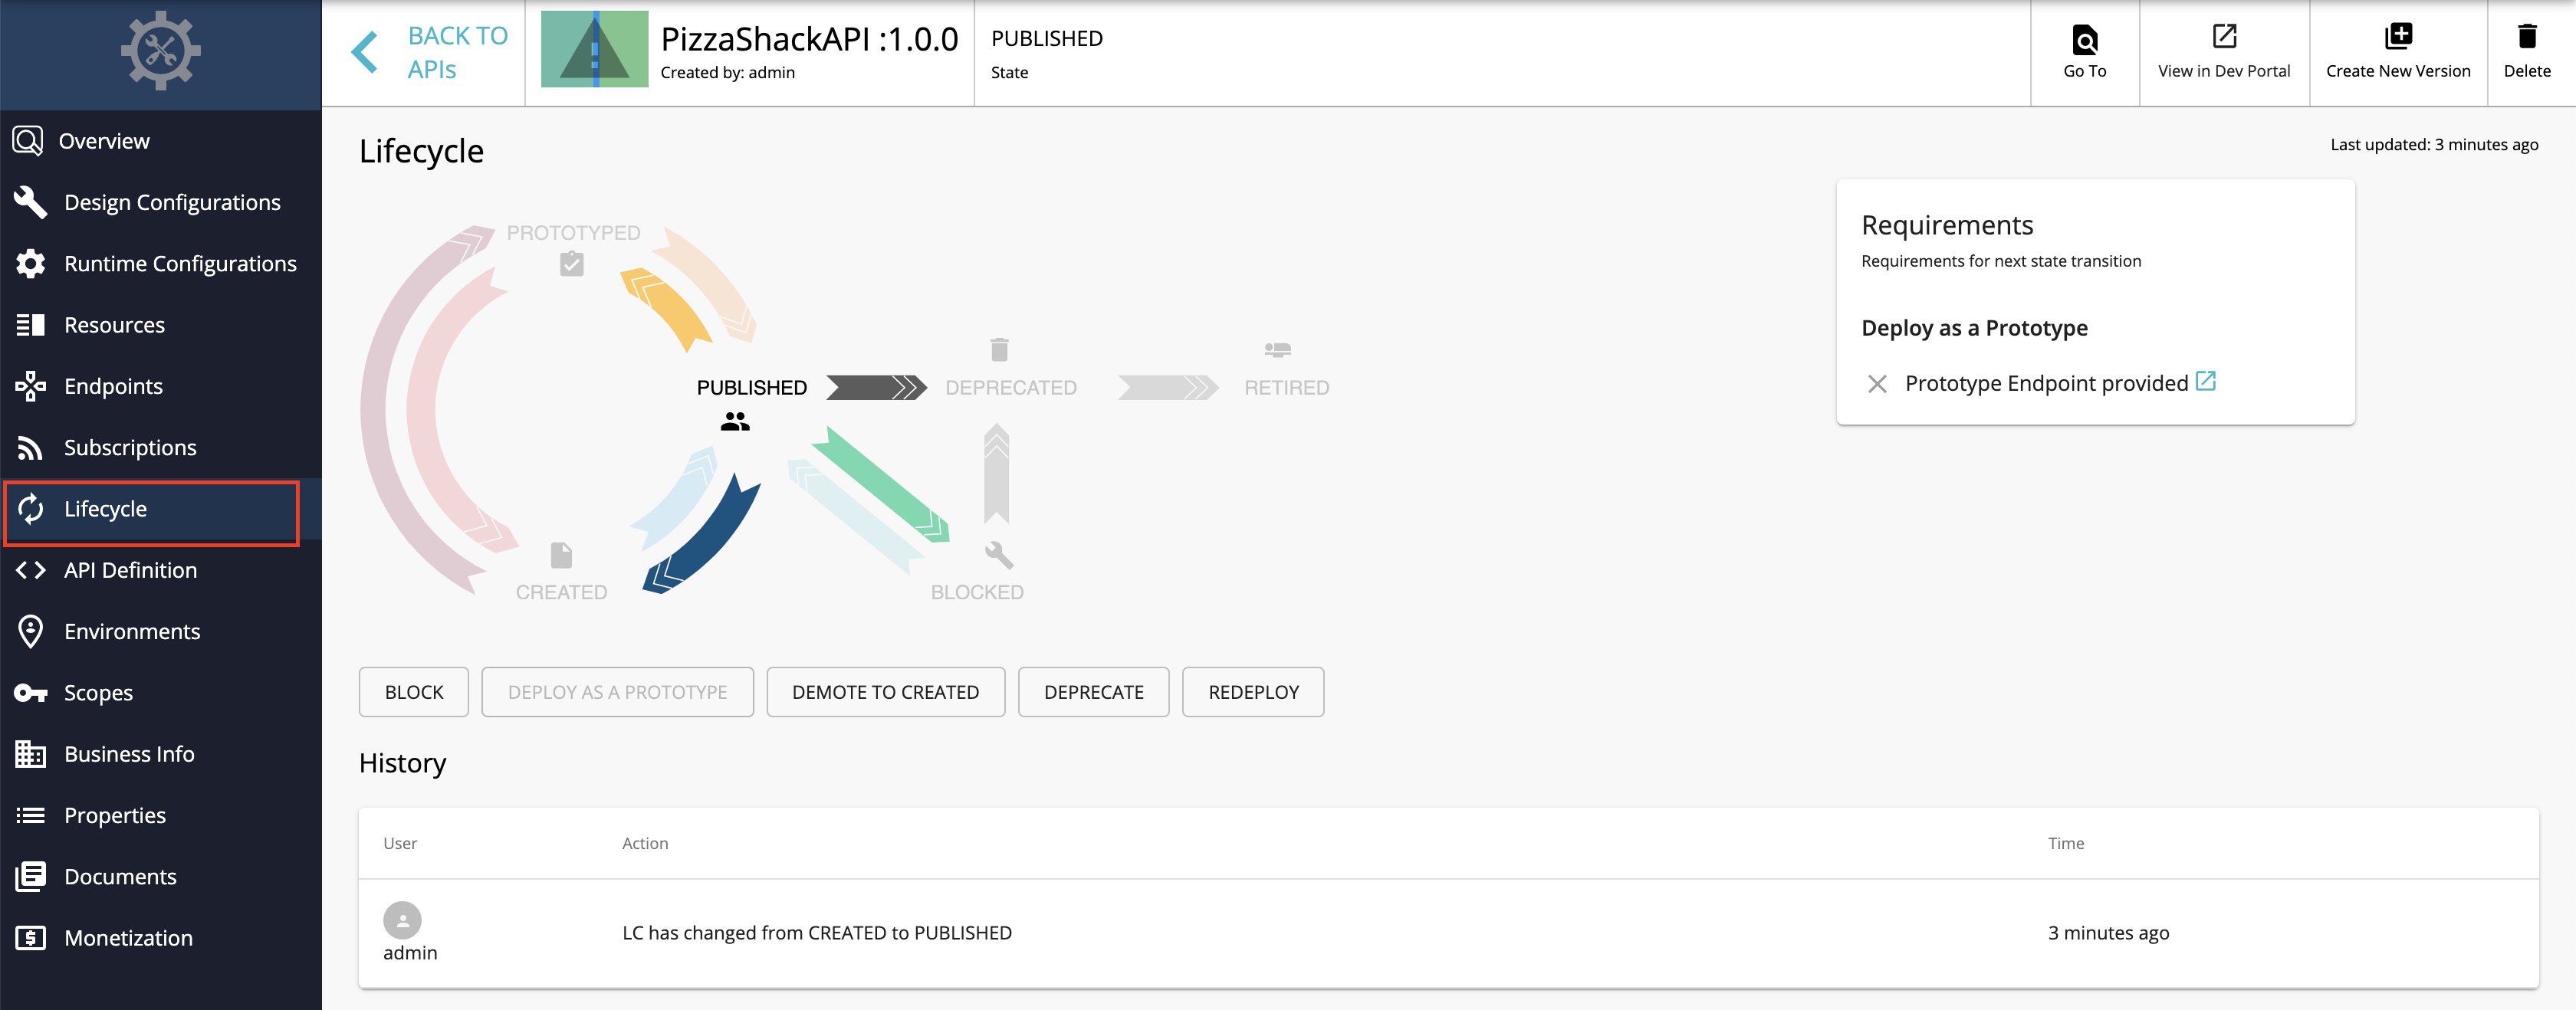 BACK TO
APIs
PizzaShackAPI :1.0.0
Created by: admin
PUBLISHED
State
Go To
View in Dev Portal
Create New Version
Delete
Overview
Design Configurations
Runtime Configurations
Resources
Endpoints
Subscriptions
Lifecycle
API Definition
Environments
Scopes
Business Info
Properties
Documents
Monetization
Lifecycle
Last updated: 3 minutes ago
PROTOTYPED
PUBLISHED
DEPRECATED
RETIRED
CREATED
BLOCKED
Requirements
Requirements for next state transition
Deploy as a Prototype
Prototype Endpoint provided
BLOCK
DEPLOY AS A PROTOTYPE
DEMOTE TO CREATED
DEPRECATE
REDEPLOY
History
User
Action
Time
admin
LC has changed from CREATED to PUBLISHED
3 minutes ago